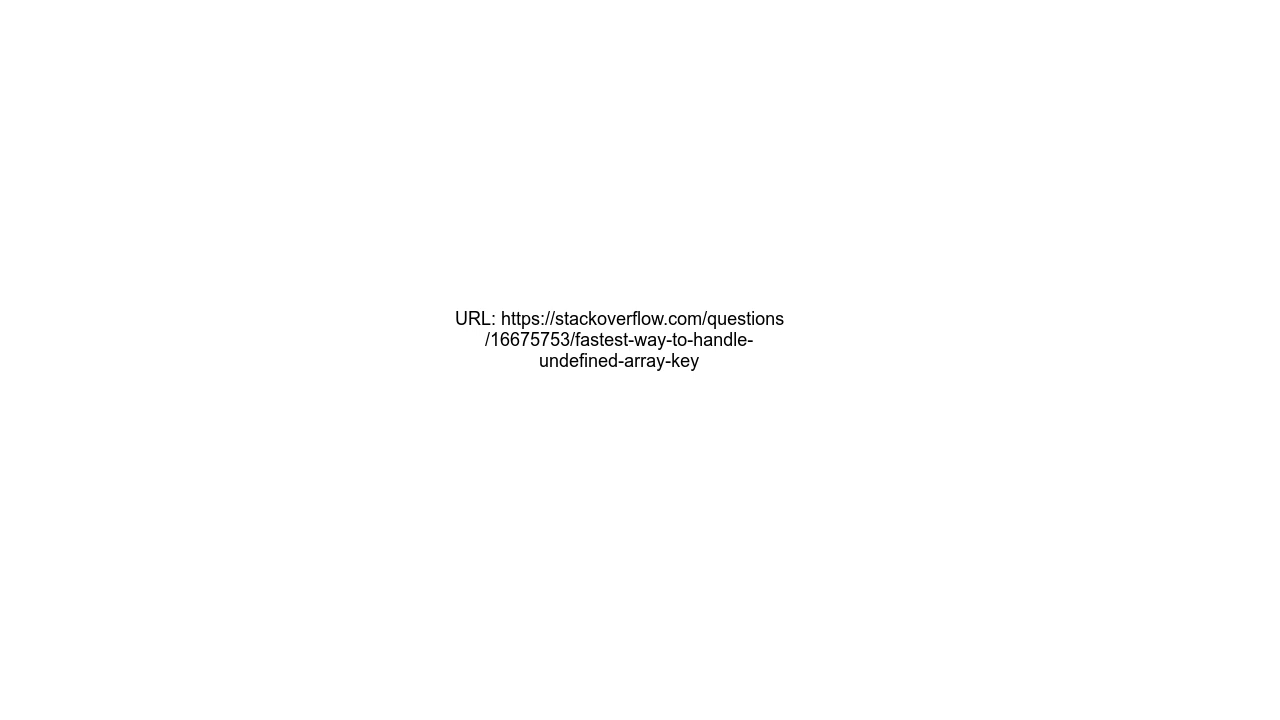 URL: https://stackoverflow.com/questions
/16675753/fastest-way-to-handle-
undefined-array-key